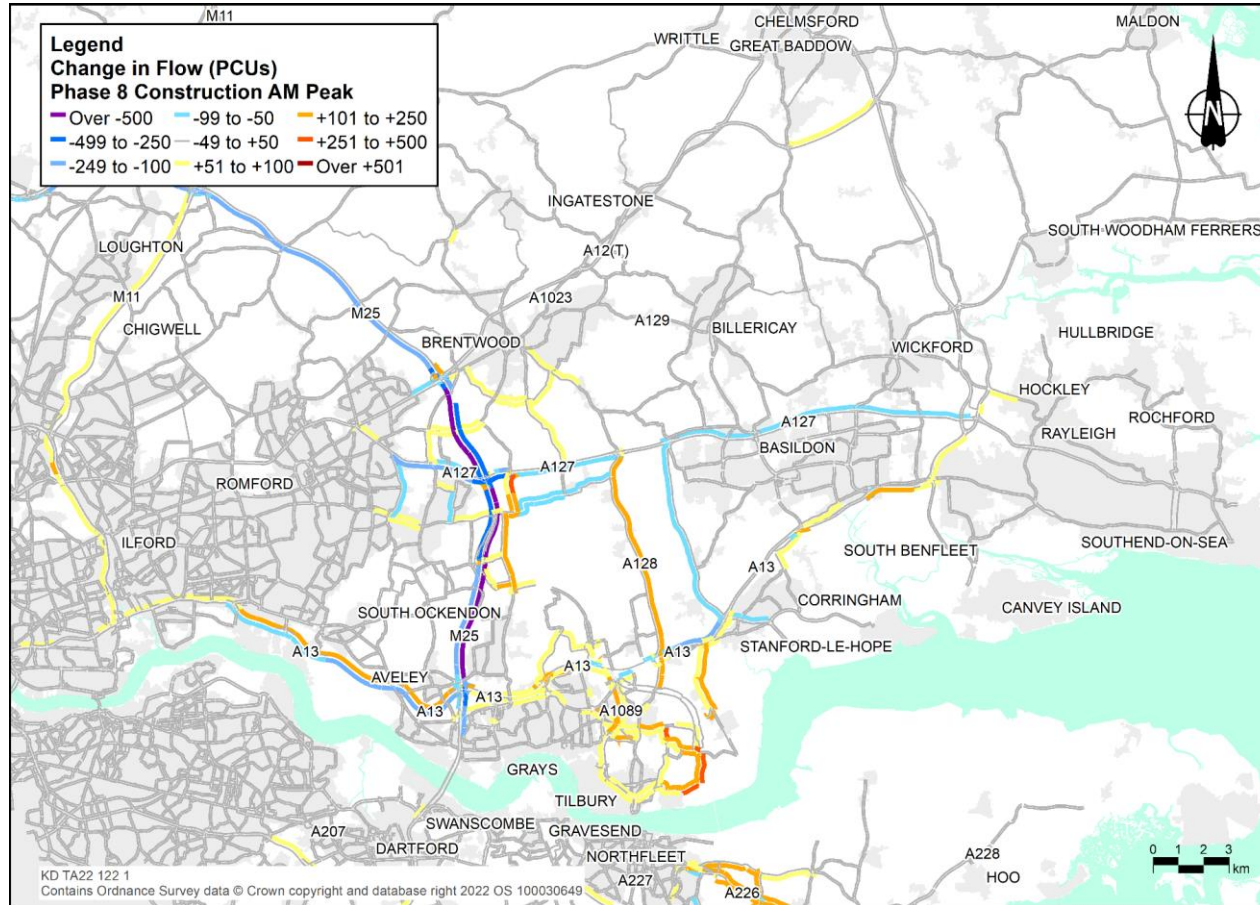 M11
CHELMSFORD
MALDON
WRITTLE
GREAT BADDOW
Legend
Change in Flow (PCUs)
Phase 8 Construction AM Peak
Over -500
-99 to -50
+101 to +250
-499 to -250
-49 to +50
+251 to +500
-249 to -100
+51 to +100
Over +501
N
INGATESTONE
LOUGHTON
SOUTH WOODHAM FERRERS
A12(T)
M11
M25
A1023
CHIGWELL
A129
BILLERICAY
HULLBRIDGE
BRENTWOOD
WICKFORD
HOCKLEY
ROCHFORD
A127
RAYLEIGH
BASILDON
A127
A127
ROMFORD
ILFORD
SOUTH BENFLEET
SOUTHEND-ON-SEA
A128
A13
CORRINGHAM
CANVEY ISLAND
SOUTH OCKENDON
M25
STANFORD-LE-HOPE
A13
A13
A13
AVELEY
A13
A13
A1089
GRAYS
TILBURY
SWANSCOMBE
GRAVESEND
A207
DARTFORD
NORTHFLEET
A228
HOO
A227
A226
0 1 2 3
km
KD TA22 122 1
Contains Ordnance Survey data © Crown copyright and database right 2022 OS 100030649